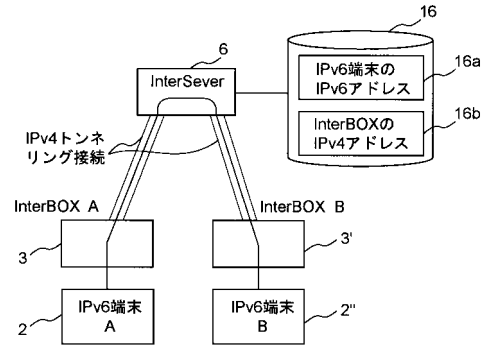 16
6
InterSever
IPv6端末の
IPv6アドレス
16a
InterBOXの
IPv4アドレス
16b
IPv4トンネ
リング接続
InterBOX A
InterBOX B
3
3'
IPv6端末
A
2
IPv6端末
B
2"